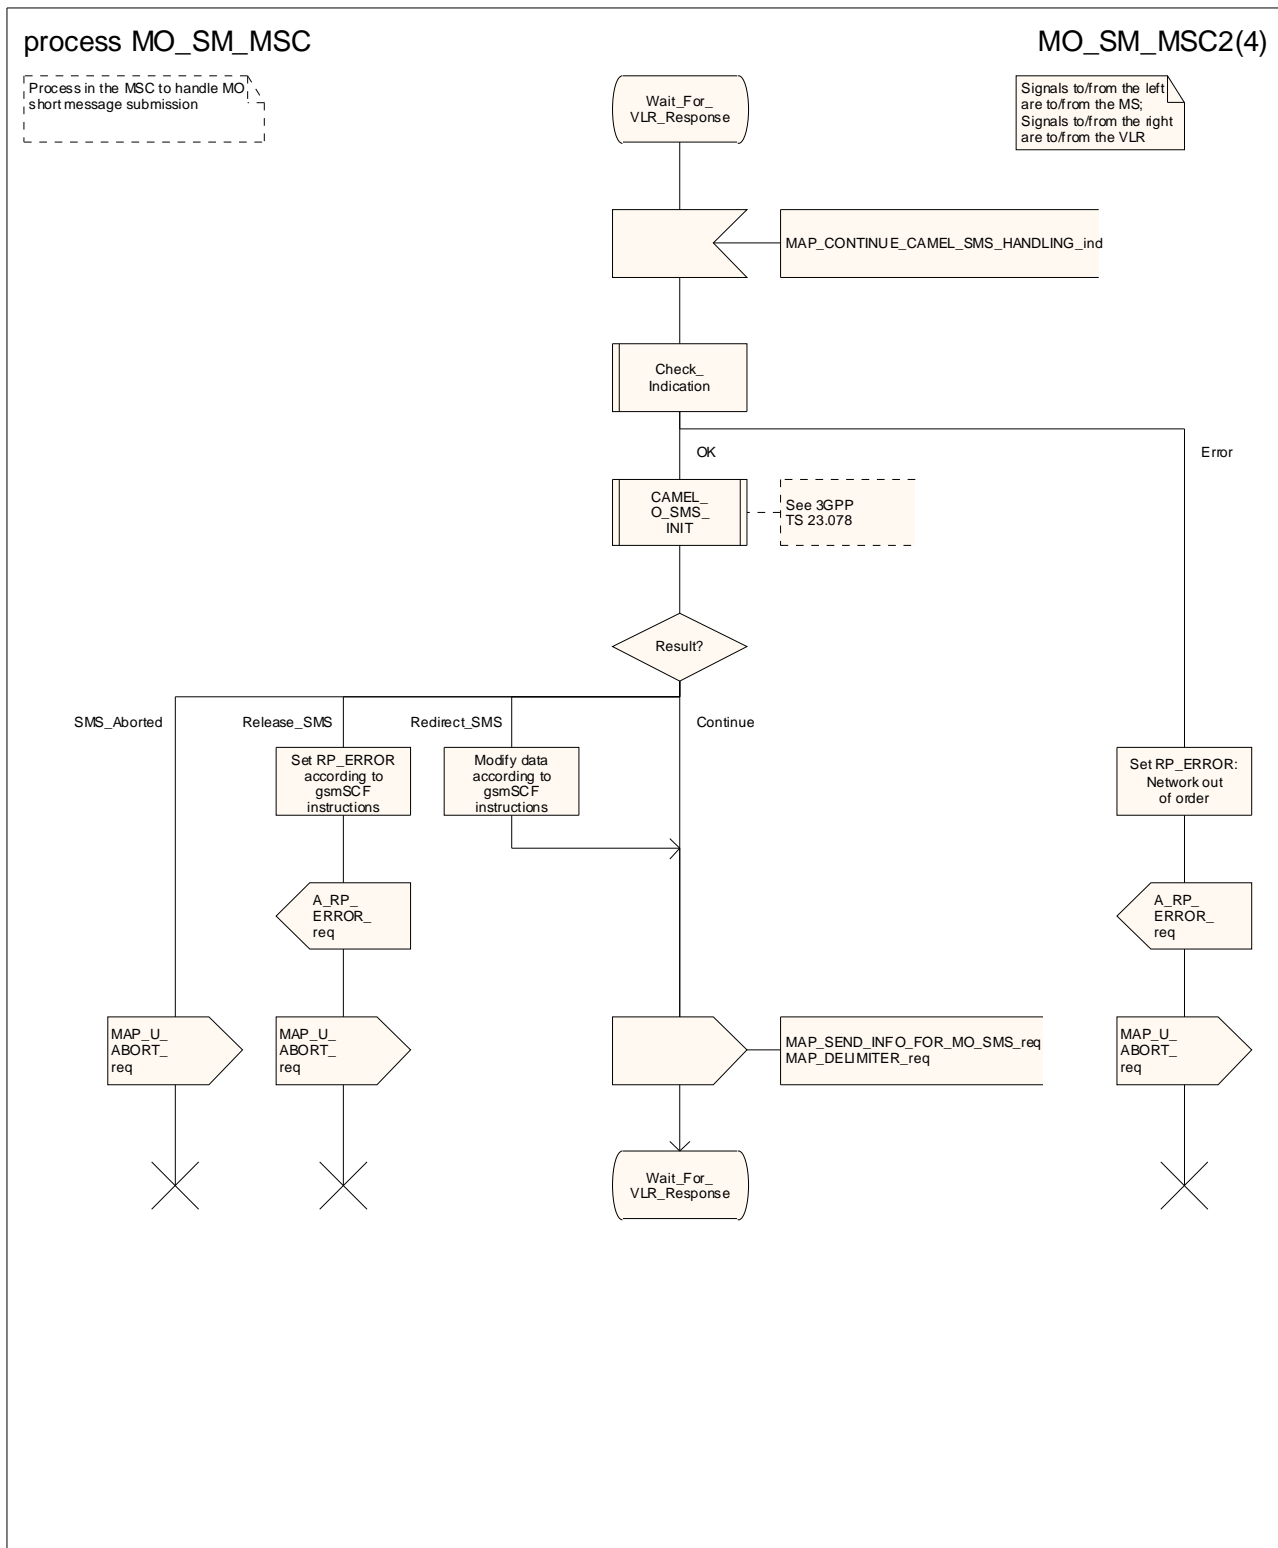 process MO_SM_MSC
MO_SM_MSC2(4)
Process in the MSC to handle MO
short message submission
Signals to/from the left
are to/from the MS;
Signals to/from the right
are to/from the VLR
Wait_For_
VLR_Response
MAP_CONTINUE_CAMEL_SMS_HANDLING_ind
Check_
Indication
OK
Error
CAMEL_
O_SMS_
INIT
See 3GPP
TS 23.078
Result?
SMS_Aborted
Release_SMS
Redirect_SMS
Continue
Set RP_ERROR
according to
gsmSCF
instructions
Modify data
according to
gsmSCF
instructions
Set RP_ERROR:
Network out
of order
A_RP_
ERROR_
req
A_RP_
ERROR_
req
MAP_U_
ABORT_
req
MAP_U_
ABORT_
req
MAP_SEND_INFO_FOR_MO_SMS_req
MAP_DELIMITER_req
MAP_U_
ABORT_
req
Wait_For_
VLR_Response